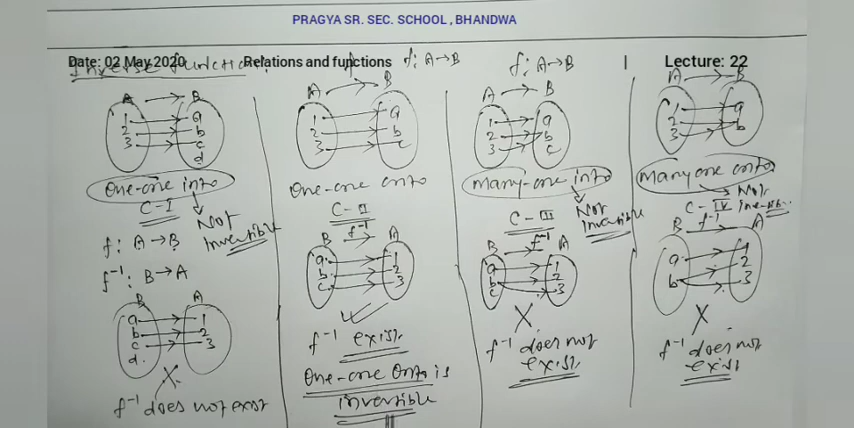 PRAGYA SR. SEC. SCHOOL , BHANDWA
Date: 02 May 2020 Relations and functions | Lecture: 22
Inverse function:
A → B
1 2 3
a b c d
One-one into
C-I
Not Invertible
f: A→B
f⁻¹: B→A
B A
a b c d.
1 2 3
X
f⁻¹ does not exist
f: A→B
A → B
1 2 3
a b c
One-one onto
C-II
f⁻¹
B → A
a b c
1 2 3
f⁻¹ exist.
One-one Onto is
invertible
f: A→B
A → B
1 2 3
a b c
Many-one into
C-III
Not Invertible
f⁻¹
B → A
a b c
1 2 3
X
f⁻¹ does not
exist.
A → B
1 2 3
a b
Many one onto
Not Invertible.
C-IV
f⁻¹
B → A
a b
1 2 3
X
f⁻¹ does not
exist